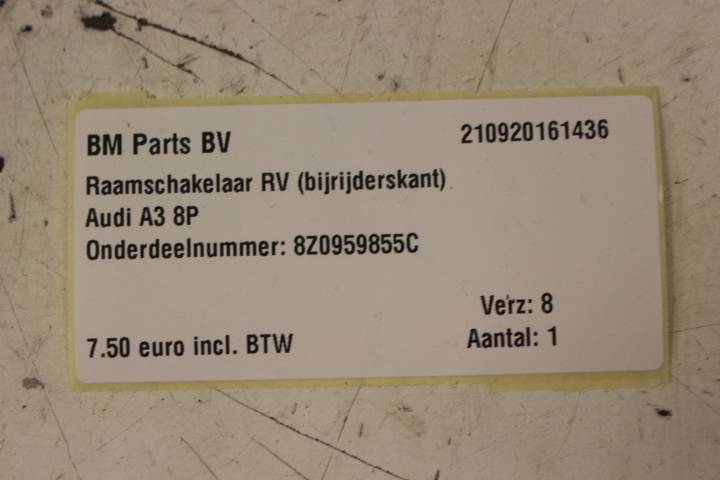 BM Parts BV 210920161436
Raamschakelaar RV (bijrijderskant)
Audi A3 8P
Onderdeelnummer: 8Z0959855C
Verz: 8
7.50 euro incl. BTW Aantal: 1